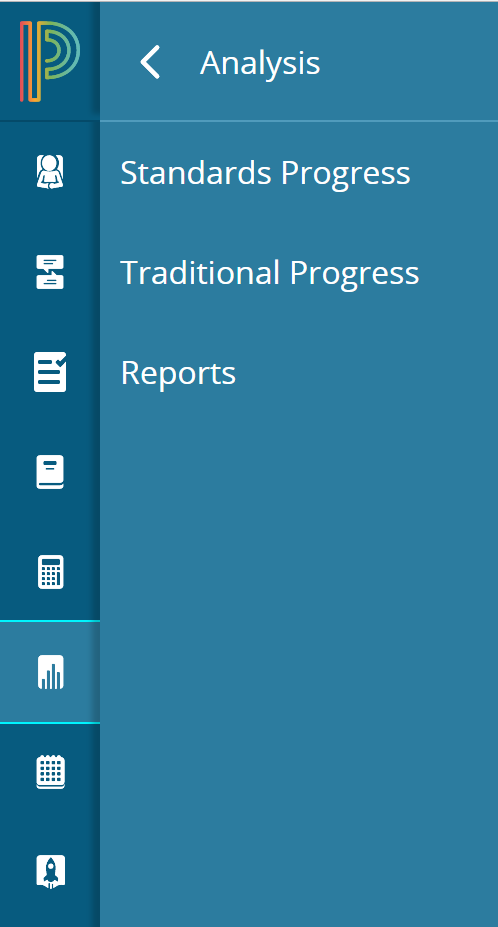 Analysis
Standards Progress
Traditional Progress
Reports